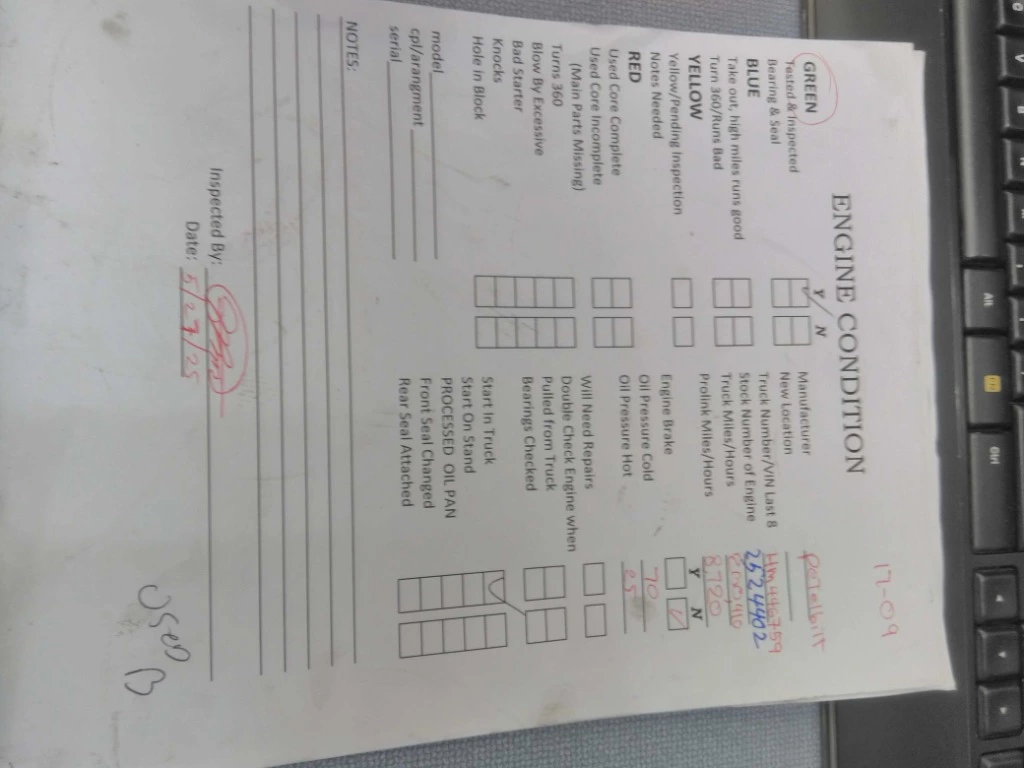 17-09
ENGINE CONDITION
GREEN
Tested & Inspected
Bearing & Seal
BLUE
Take out, high miles runs good
Turn 360/Runs Bad
YELLOW
Yellow/Pending Inspection
Notes Needed
RED
Used Core Complete
Used Core Incomplete
(Main Parts Missing)
Turns 360
Blow By Excessive
Bad Starter
Knocks
Hole in Block
Y N
model
cpl/arangment
serial
Manufacturer
New Location
Truck Number/VIN Last 8
Stock Number of Engine 2524402
Truck Miles/Hours
Prolink Miles/Hours 8720
Y N
Engine Brake
Oil Pressure Cold 70
Oil Pressure Hot 25
Will Need Repairs
Double Check Engine when
Pulled from Truck
Bearings Checked
Start In Truck
Start On Stand
PROCESSED OIL PAN
Front Seal Changed
Rear Seal Attached
NOTES:
Inspected By:
Date: 5/27/25
USED B